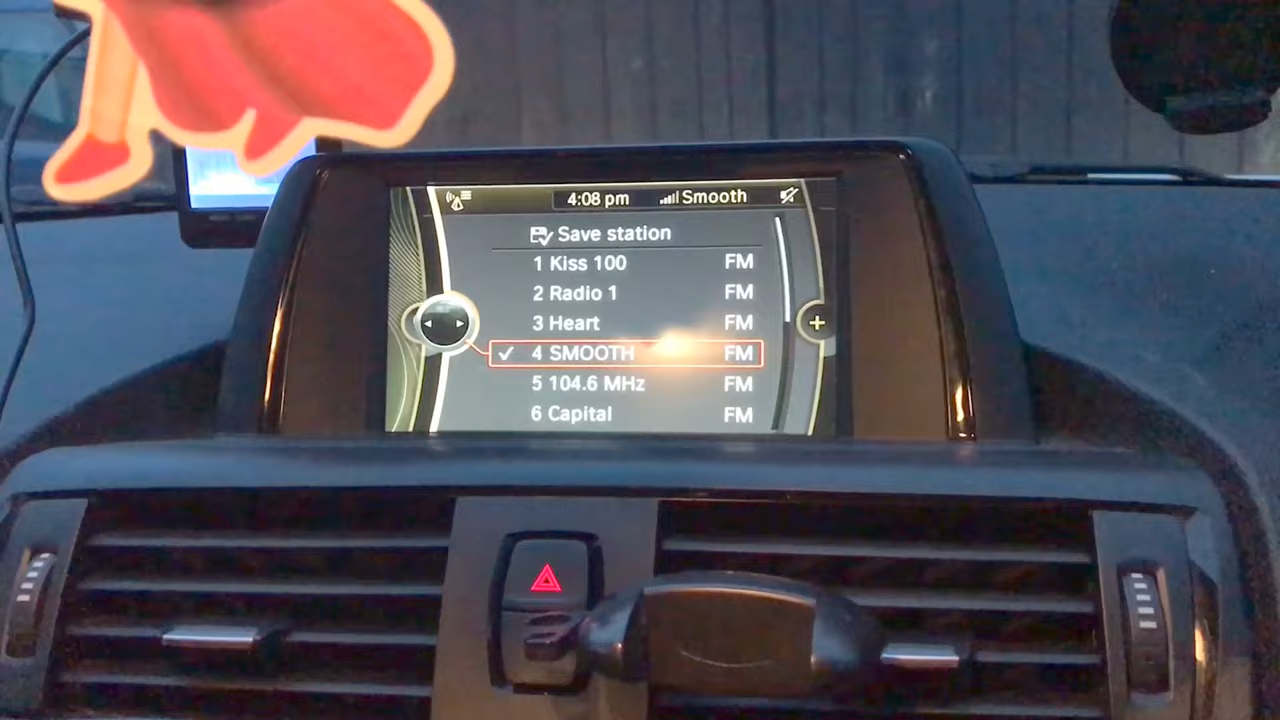 4:08 pm Smooth
Save station
1 Kiss 100 FM
2 Radio 1 FM
3 Heart FM
4 SMOOTH FM
5 104.6 MHz FM
6 Capital FM